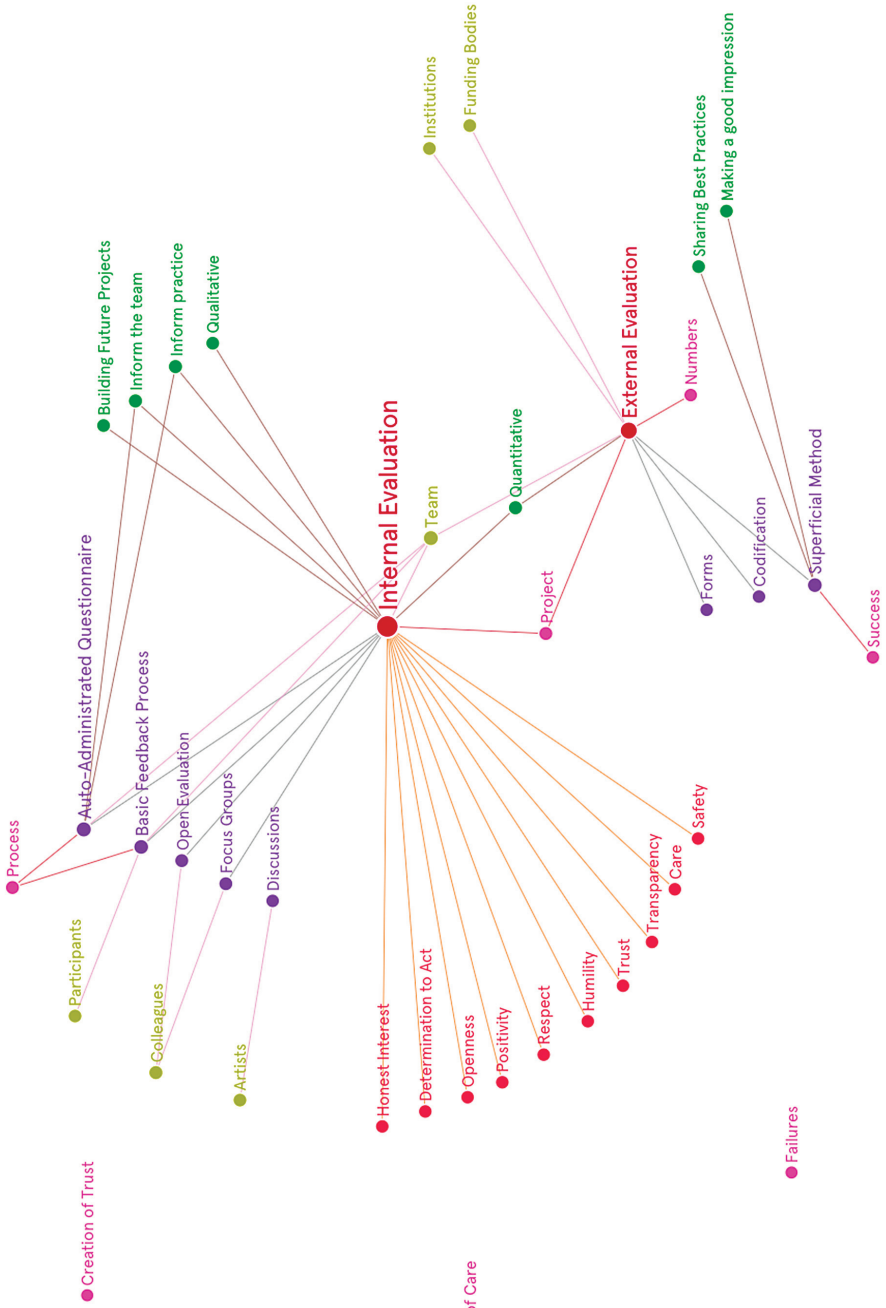 Process
Participants
Auto-Administrated Questionnaire
Creation of Trust
Building Future Projects
Inform the team
Basic Feedback Process
Colleagues
Inform practice
Open Evaluation
Qualitative
Focus Groups
Artists
Discussions
Honest Interest
Internal Evaluation
Determination to Act
Team
Institutions
of Care
Openness
Funding Bodies
Positivity
Quantitative
Respect
Project
Humility
Trust
External Evaluation
Transparency
Care
Numbers
Safety
Sharing Best Practices
Forms
Making a good impression
Codification
Failures
Superficial Method
Success